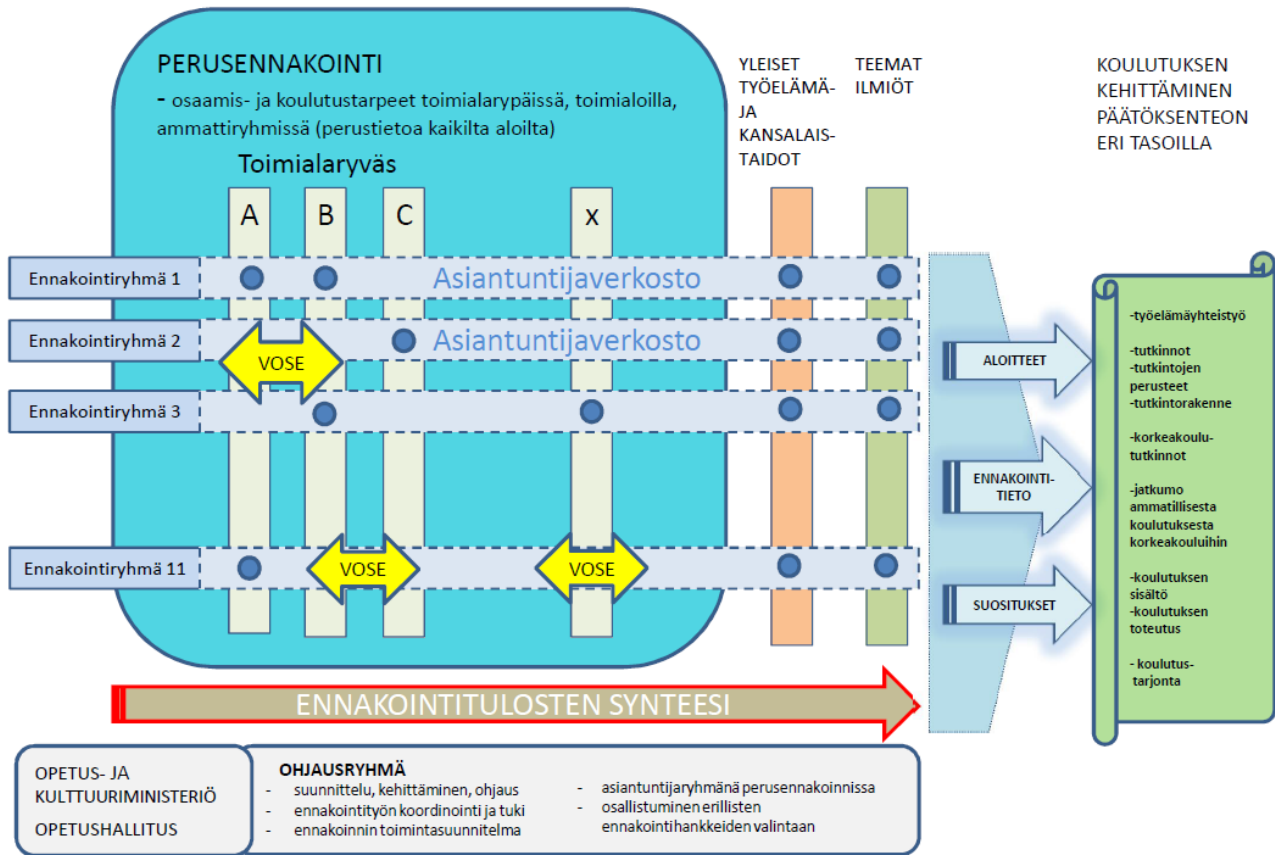 PERUSENNAKOINTI
- osaamis- ja koulutustarpeet toimialarypäissä, toimialoilla,
ammattiryhmissä (perustietoa kaikilta aloilta)
Toimialaryväs
A
B
C
x
YLEISET
TYÖELÄMÄ-
JA
KANSALAIS-
TAIDOT
TEEMAT
ILMIÖT
KOULUTUKSEN
KEHITTÄMINEN
PÄÄTÖKSENTEON
ERI TASOILLA
Ennakointiryhmä 1
Asiantuntijaverkosto
Ennakointiryhmä 2
Asiantuntijaverkosto
VOSE
Ennakointiryhmä 3
Ennakointiryhmä 11
VOSE
VOSE
ALOITTEET
ENNAKOINTI-
TIETO
SUOSITUKSET
-työelämäyhteistyö
-tutkinnot
-tutkintojen
perusteet
-tutkintorakenne
-korkeakoulu-
tutkinnot
-jatkumo
ammatillisesta
koulutuksesta
korkeakouluihin
-koulutuksen
sisältö
-koulutuksen
toteutus
- koulutus-
tarjonta
ENNAKOINTITULOSTEN SYNTEESI
OPETUS- JA
KULTTUURIMINISTERIÖ
OPETUSHALLITUS
OHJAUSRYHMÄ
- suunnittelu, kehittäminen, ohjaus
- ennakointityön koordinointi ja tuki
- ennakoinnin toimintasuunnitelma
- asiantuntijaryhmänä perusennakoinnissa
- osallistuminen erillisten
ennakointihankkeiden valintaan